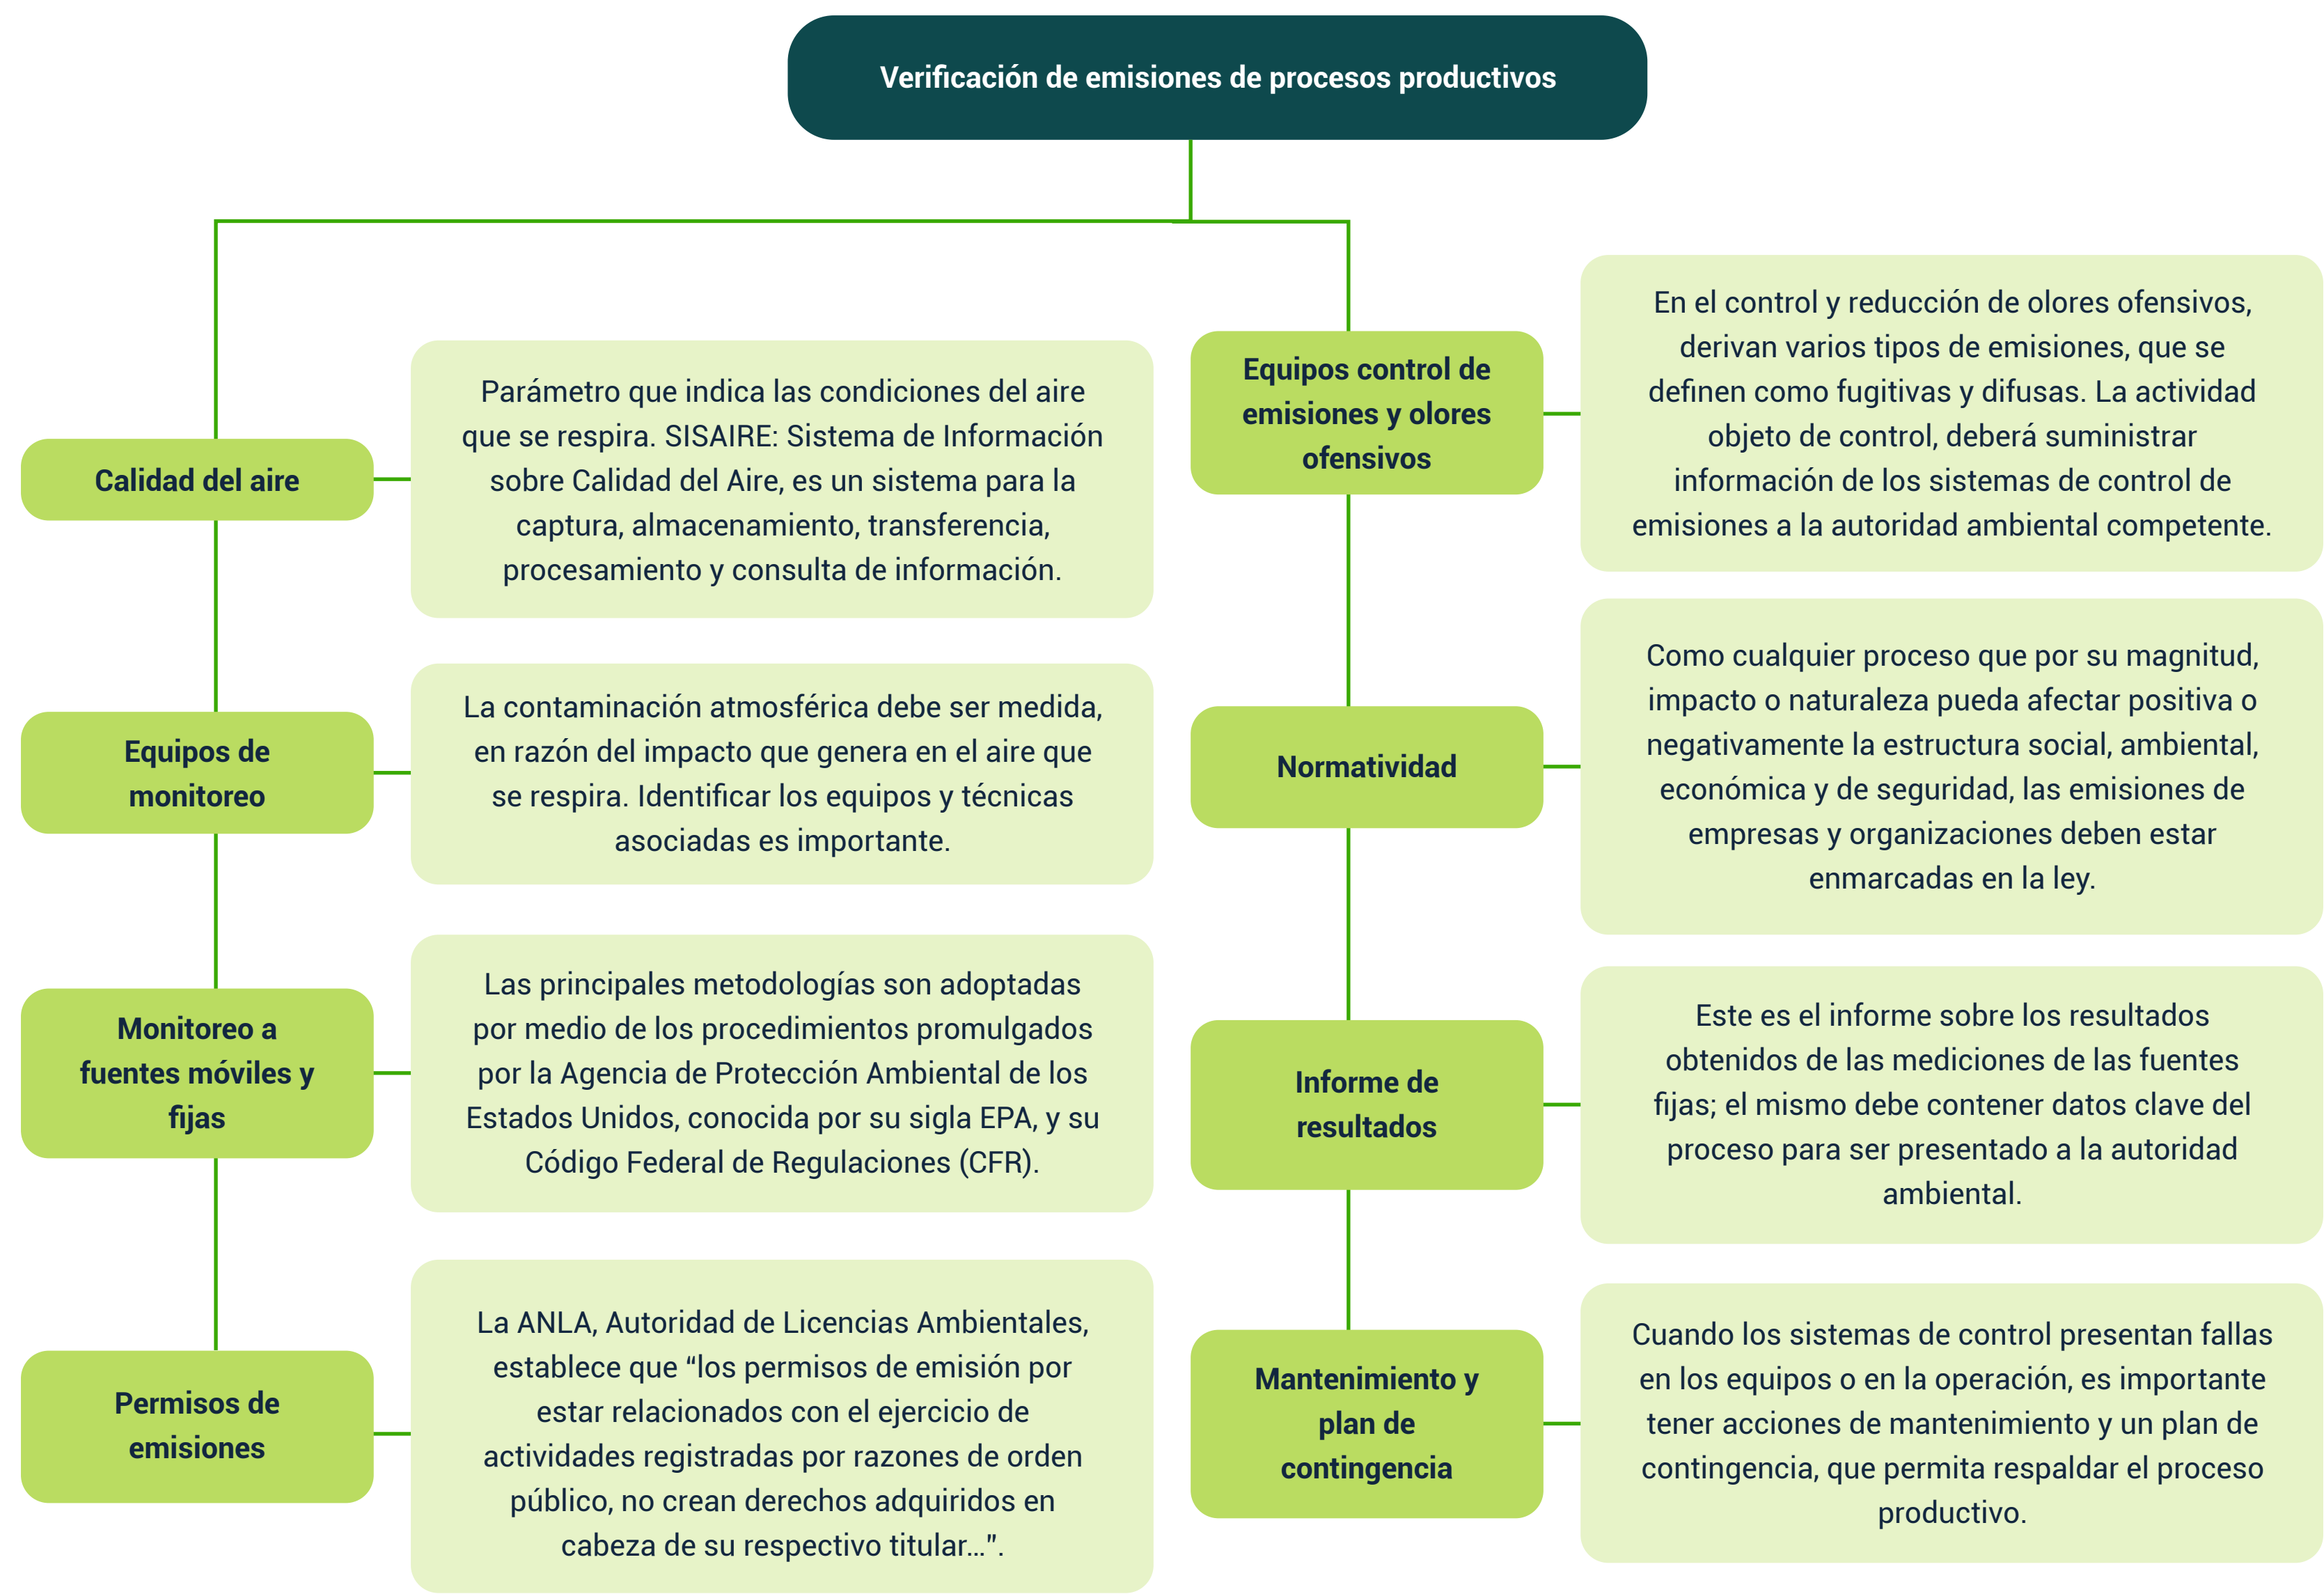 Verificación de emisiones de procesos productivos
Calidad del aire
Parámetro que indica las condiciones del aire
que se respira. SISAIRE: Sistema de Información
sobre Calidad del Aire, es un sistema para la
captura, almacenamiento, transferencia,
procesamiento y consulta de información.
Equipos de
monitoreo
La contaminación atmosférica debe ser medida,
en razón del impacto que genera en el aire que
se respira. Identificar los equipos y técnicas
asociadas es importante.
Monitoreo a
fuentes móviles y
fijas
Las principales metodologías son adoptadas
por medio de los procedimientos promulgados
por la Agencia de Protección Ambiental de los
Estados Unidos, conocida por su sigla EPA, y su
Código Federal de Regulaciones (CFR).
Permisos de
emisiones
La ANLA, Autoridad de Licencias Ambientales,
establece que “los permisos de emisión por
estar relacionados con el ejercicio de
actividades registradas por razones de orden
público, no crean derechos adquiridos en
cabeza de su respectivo titular...”.
Equipos control de
emisiones y olores
ofensivos
En el control y reducción de olores ofensivos,
derivan varios tipos de emisiones, que se
definen como fugitivas y difusas. La actividad
objeto de control, deberá suministrar
información de los sistemas de control de
emisiones a la autoridad ambiental competente.
Normatividad
Como cualquier proceso que por su magnitud,
impacto o naturaleza pueda afectar positiva o
negativamente la estructura social, ambiental,
económica y de seguridad, las emisiones de
empresas y organizaciones deben estar
enmarcadas en la ley.
Informe de
resultados
Este es el informe sobre los resultados
obtenidos de las mediciones de las fuentes
fijas; el mismo debe contener datos clave del
proceso para ser presentado a la autoridad
ambiental.
Mantenimiento y
plan de
contingencia
Cuando los sistemas de control presentan fallas
en los equipos o en la operación, es importante
tener acciones de mantenimiento y un plan de
contingencia, que permita respaldar el proceso
productivo.